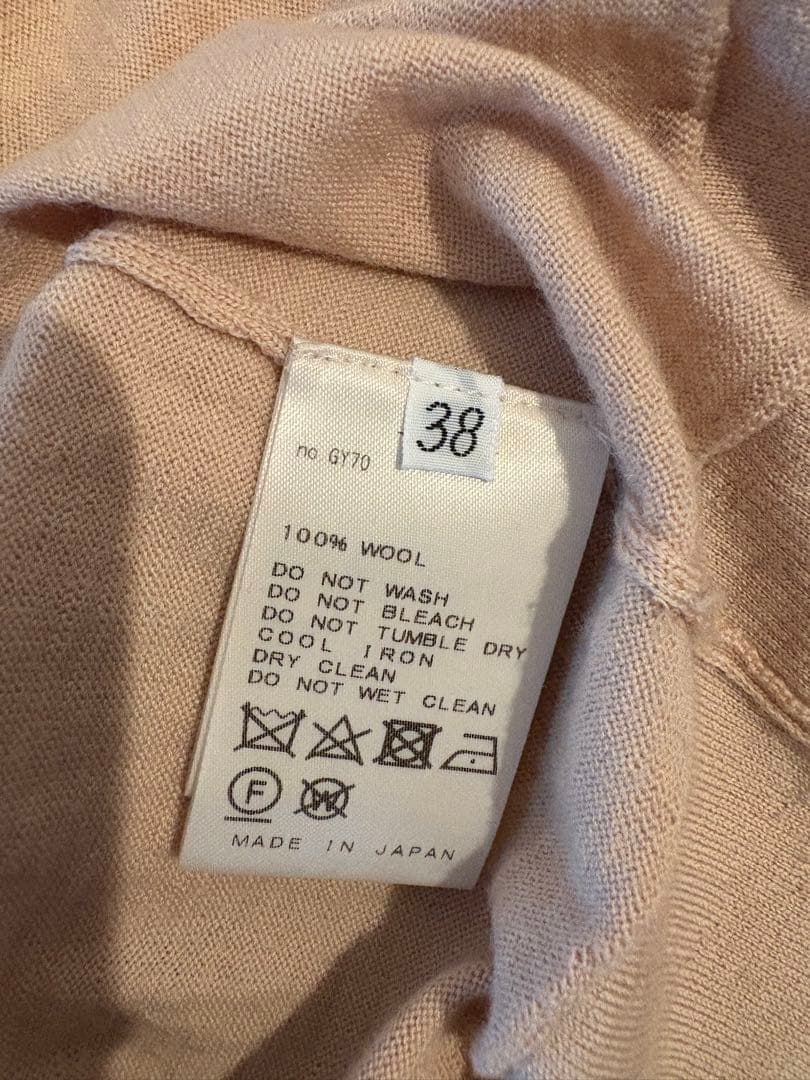 38
no GY70
100% WOOL
DO NOT WASH
DO NOT BLEACH
DO NOT TUMBLE DRY
COOL IRON
DRY CLEAN
DO NOT WET CLEAN
F W
MADE IN JAPAN